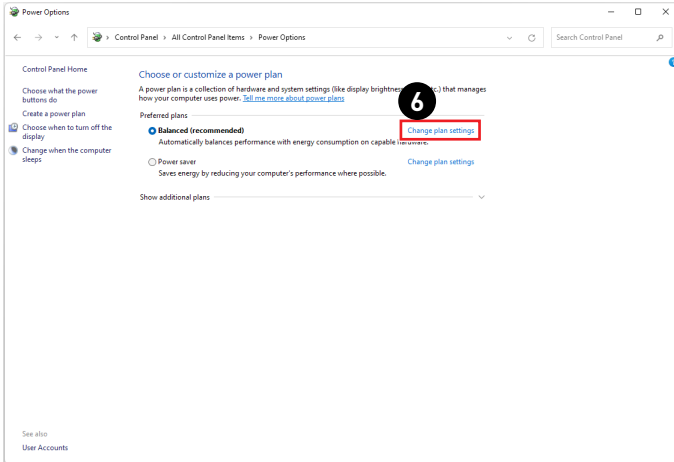 Power Options
Control Panel > All Control Panel Items > Power Options
Search Control Panel
Control Panel Home
Choose what the power
buttons do
Create a power plan
Choose when to turn off the
display
Change when the computer
sleeps
Choose or customize a power plan
A power plan is a collection of hardware and system settings (like display brightness, etc.) that manages
how your computer uses power. Tell me more about power plans
6
Preferred plans
Balanced (recommended)
Change plan settings
Automatically balances performance with energy consumption on capable hardware.
Power saver
Change plan settings
Saves energy by reducing your computer's performance where possible.
Show additional plans
See also
User Accounts